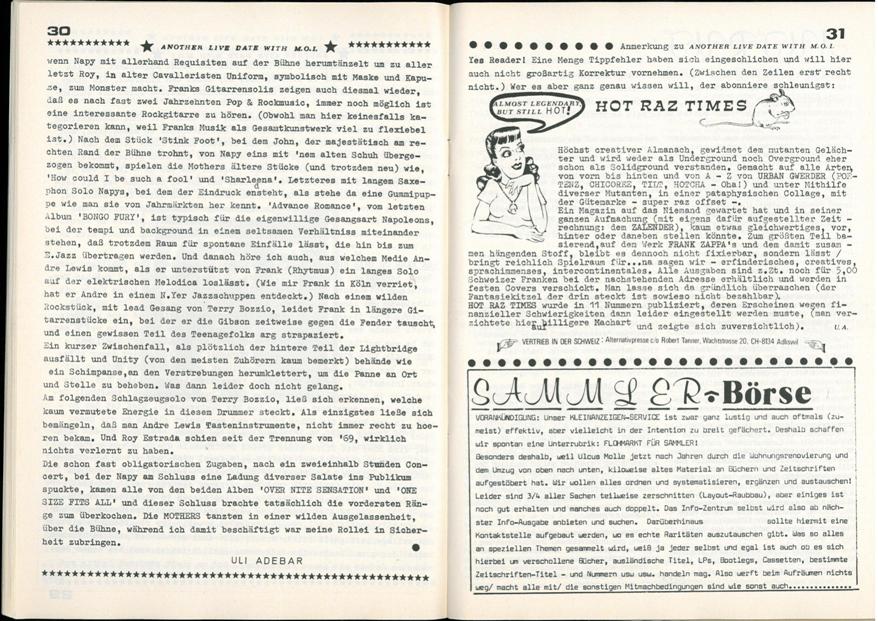 30
ANOTHER LIVE DATE WITH M.O.I.
wenn Napy mit allerhand Requisiten auf der Bühne herumtänzelt um zu aller
letzt Roy, in alter Cavalleristen Uniform, symbolisch mit Maske und Kapu-
ze, zum Monster macht. Franks Gitarrensolis zeigen auch diesmal wieder,
daß es nach fast zwei Jahrzehnten Pop & Rockmusic, immer noch möglich ist
eine interessante Rockgitarre zu hören. (Obwohl man hier keinesfalls ka-
tegorieren kann, weil Franks Musik als Gesamtkunstwerk viel zu flexiebel
ist.) Nach dem Stück 'Stink Foot', bei dem John, der majestätisch am re-
chten Rand der Bühne trohnt, von Napy eins mit 'nem alten Schuh überge-
zogen bekommt, spielen die Mothers ältere Stücke (und trotzdem neu) wie,
'How could I be such a fool' und 'Sharleena'. Letzteres mit langem Saxe-
phon Solo Napys, bei dem der Eindruck ensteht, als stehe da eine Gummipup-
pe wie man sie von Jahrmärkten her kennt. 'Advance Romance', vom letzten
Album 'BONGO FURY', ist typisch für die eigenwillige Gesangsart Napoleons,
bei der tempi und background in einem seltsamen Verhältniss miteinander
stehen, daß trotzdem Raum für spontane Einfälle lässt, die hin bis zum
E.Jazz übertragen werden. Und danach höre ich auch, aus welchem Medie An-
dre Lewis kommt, als er unterstützt von Frank (Rhytmus) ein langes Solo
auf der elektrischen Melodica loslässt. (Wie mir Frank in Köln verriet,
hat er Andre in einem N.Yer Jazzschuppen entdeckt.) Nach einem wilden
Rockstück, mit lead Gesang von Terry Bozzio, leidet Frank in längere Gi-
tarrenstücke ein, bei der er die Gibson zeitweise gegen die Fender tauscht,
und einen gewissen Teil des Teenagefolks arg strapaziert.
Ein kurzer Zwischenfall, als plötzlich der hintere Teil der Lightbridge
ausfällt und Unity (von den meisten Zuhörern kaum bemerkt) behände wie
ein Schimpanse,an den Verstrebungen herumklettert, um die Panne an Ort
und Stelle zu beheben. Was dann leider doch nicht gelang.
Am folgenden Schlagzeugsolo von Terry Bozzio, ließ sich erkennen, welche
kaum vermutete Energie in diesem Drummer steckt. Als einzigstes ließe sich
bemängeln, daß man Andre Lewis Tasteninstrumente, nicht immer recht zu hoe-
ren bekam. Und Roy Estrada schien seit der Trennung von '69, wirklich
nichts verlernt zu haben.
Die schon fast obligatorischen Zugaben, nach ein zweieinhalb Stunden Con-
cert, bei der Napy am Schluss eine Ladung diverser Salate ins Publikum
spuckte, kamen alle von den beiden Alben 'OVER NITE SENSATION' und 'ONE
SIZE FITS ALL' und dieser Schluss brachte tatsächlich die vordersten Rän-
ge zum überkochen. Die MOTHERS tansten in einer wilden Ausgelassenheit,
über die Bühne, während ich damit beschäftigt war meine Rollei in Sicher-
heit zubringen.
ULI ADEBAR
31
Anmerkung zu ANOTHER LIVE DATE WITH M.O.I.
Yes Reader! Eine Menge Tippfehler haben sich eingeschlichen und will hier
auch nicht großartig Korrektur vornehmen. (Zwischen den Zeilen erst recht
nicht.) Wer es aber ganz genau wissen will, der abonniere schleunigst:
ALMOST LEGENDARY,
BUT STILL HOT!
HOT RAZ TIMES
Höchst creativer Almanach, gewidmet dem mutanten Geläch-
ter und wird weder als Underground noch Overground eher
schon als Solidground verstanden. Gemacht auf alle Arten,
von vorn bis hinten und von A - Z von URBAN GWERDER (POE-
TENZ, CHICOREE, TILT, HOTCHA - Oba!) und unter Mithilfe
diverser Mutanten, in einer pataphysischen Collage, mit
der Gütemarke - super raz offset -.
Ein Magazin auf das Niemand gewartet hat und in seiner
ganzen Aufmachung (mit eigens dafür aufgestellter Zeit -
rechnung: dem ZALENDER), kaum etwas gleichwertiges, vor,
hinter oder daneben stellen könnte. Zum größten Teil ba-
sierend,auf dem Werk FRANK ZAPPA's und dem damit zusam -
men hängenden Stoff, bleibt es dennoch nicht fixierbar, sondern lässt/
bringt reichlich Spielraum für...na sagen wir - erfinderisches, creatives,
sprachimmenses, intercontinentales. Alle Ausgaben sind z.Zt. noch für 5,00
Schweizer Franken bei der nachstehenden Adresse erhältlich und werden in
festen Covers verschickt. Man lasse sich da gründlich überraschen (der
Fantasiekitzel der drin steckt ist sowieso nicht bezahlbar).
HOT RAZ TIMES wurde in 11 Nummern publiziert, deren Erscheinen wegen fi-
nanzieller Schwierigkeiten dann leider eingestellt werden muste, (man ver-
zichtete hier auf billigere Machart und zeigte sich zuversichtlich). U.A.
VERTRIEB IN DER SCHWEIZ: Alternativpresse c/o Robert Tanner, Wachtstrasse 20, CH-8134 Adliswil
SAMMLER-Börse
VORANKÜNDIGUNG: Unser KLEINANZEIGEN-SERVICE ist zwar ganz lustig und auch oftmals (zu-
meist) effektiv, aber vielleicht in der Intention zu breit gefächert. Deshalb schaffen
wir spontan eine Unterrubrik: FLOHMARKT FÜR SAMMLER!
Besonders deshalb, weil Ulcus Molle jetzt nach Jahren durch die Wohnungsrenovierung und
dem Umzug von oben nach unten, kiloweise altes Material an Büchern und Zeitschriften
aufgestöbert hat. Wir wollen alles ordnen und systematisieren, ergänzen und austauschen!
Leider sind 3/4 aller Sachen teilweise zerschnitten (Layout-Raubbau), aber einiges ist
noch gut erhalten und manches auch doppelt. Das Info-Zentrum selbst wird also ab näch-
ster Info-Ausgabe anbieten und suchen. Darüberhinaus sollte hiermit eine
Kontaktstelle aufgebaut werden, wo es echte Raritäten auszutauschen gibt. Was so alles
an speziellen Themen gesammelt wird, weiß ja jeder selbst und egal ist auch ob es sich
hierbei um verschollene Bücher, ausländische Titel, LPs, Bootlegs, Cassetten, bestimmte
Zeitschriften-Titel - und Nummern usw usw. handeln mag. Also werft beim Aufräumen nichts
weg/ macht alle mit/ die sonstigen Mitmachbedingungen sind wie sonst auch...............